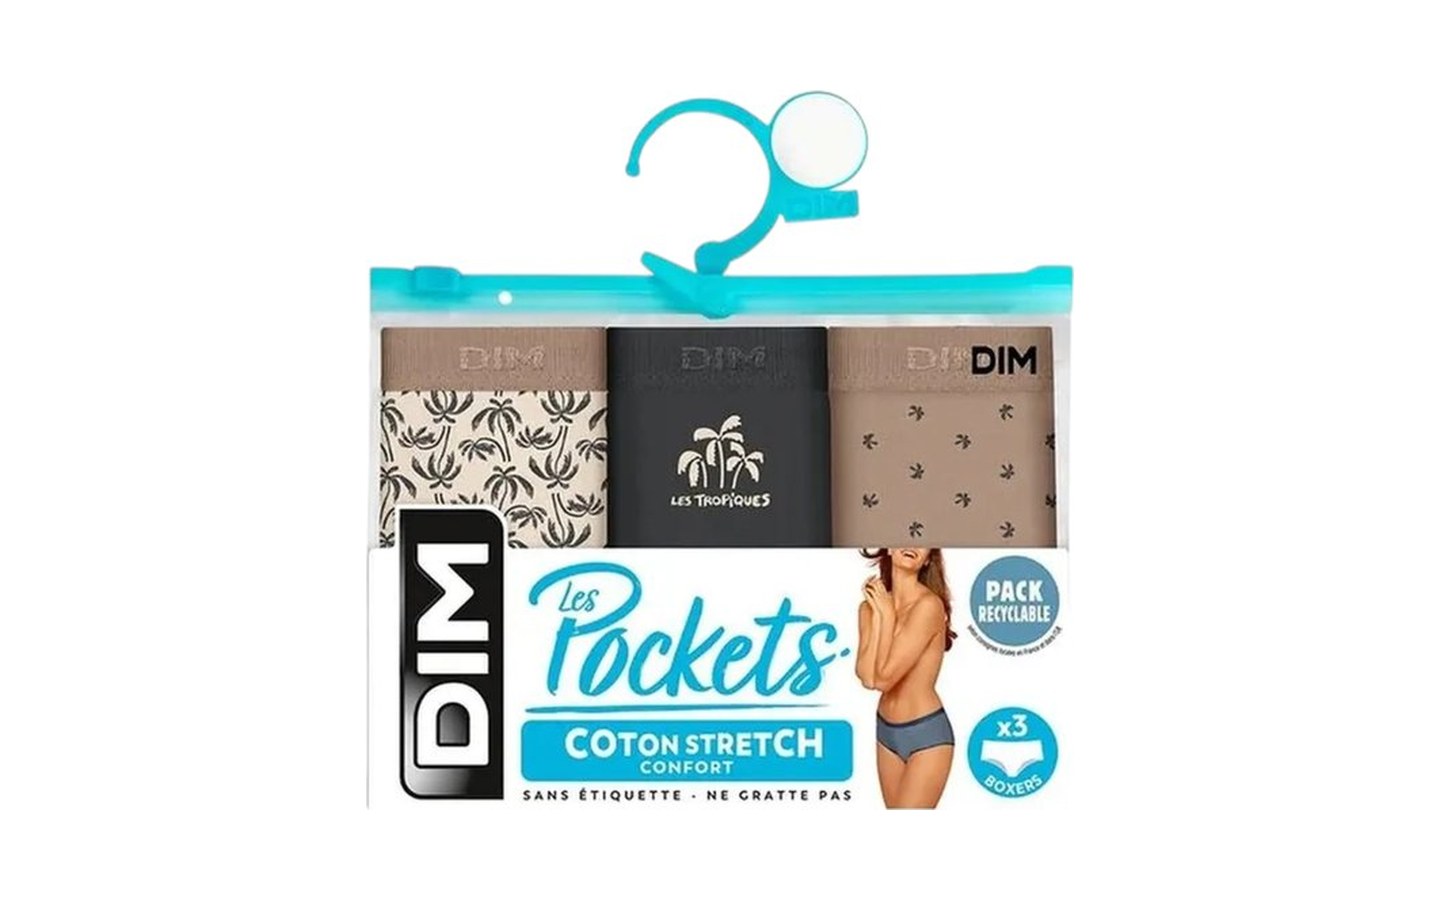 DIM
DIM
DIM
DIM
DIM
LES TROPiQUES
DIM
Les
Pockets
COTON STRETCH
CONFORT
SANS ÉTIQUETTE - NE GRATTE PAS
PACK
RECYCLABLE
x3
BOXERS